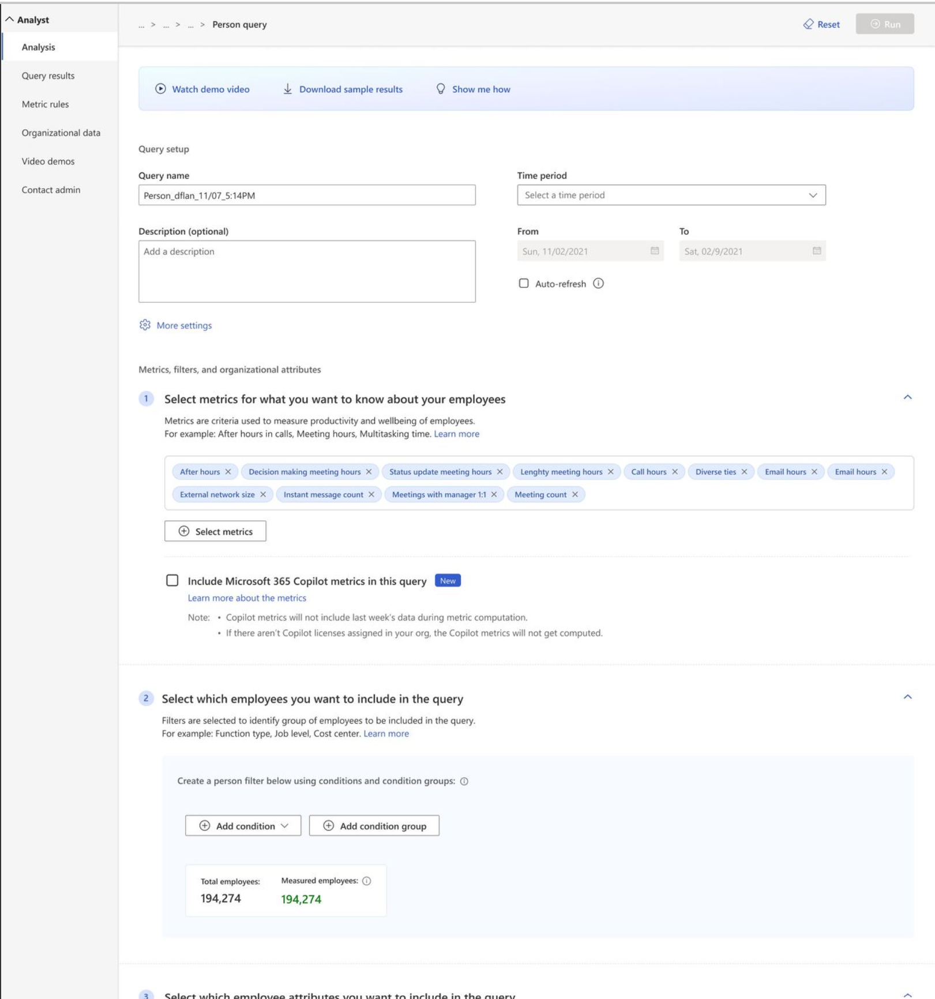 Analyst
... > ... > ... > Person query
Reset
Run
Analysis
Query results
Metric rules
Organizational data
Video demos
Contact admin
Watch demo video
Download sample results
Show me how
Query setup
Query name
Person_dflan_11/07_5:14PM
Time period
Select a time period
Description (optional)
Add a description
From
Sun, 11/02/2021
To
Sat, 02/9/2021
Auto-refresh
More settings
Metrics, filters, and organizational attributes
1 Select metrics for what you want to know about your employees
Metrics are criteria used to measure productivity and wellbeing of employees.
For example: After hours in calls, Meeting hours, Multitasking time. Learn more
After hours × Decision making meeting hours × Status update meeting hours × Lenghty meeting hours × Call hours × Diverse ties × Email hours × Email hours ×
External network size × Instant message count × Meetings with manager 1:1 × Meeting count ×
Select metrics
Include Microsoft 365 Copilot metrics in this query New
Learn more about the metrics
Note: • Copilot metrics will not include last week's data during metric computation.
• If there aren't Copilot licenses assigned in your org, the Copilot metrics will not get computed.
2 Select which employees you want to include in the query
Filters are selected to identify group of employees to be included in the query.
For example: Function type, Job level, Cost center. Learn more
Create a person filter below using conditions and condition groups:
Add condition
Add condition group
Total employees: Measured employees:
194,274 194,274
3 Select which employee attributes you want to include in the query